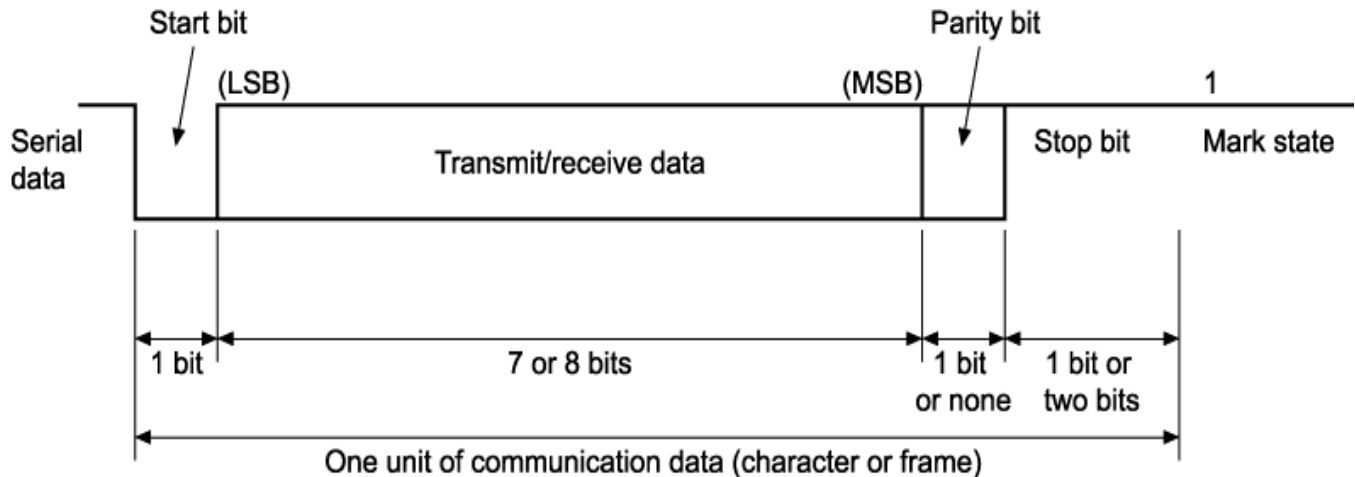 Start bit
Parity bit
(LSB)
(MSB)
1
Serial
data
Transmit/receive data
Stop bit
Mark state
1 bit
7 or 8 bits
1 bit
or none
1 bit or
two bits
One unit of communication data (character or frame)